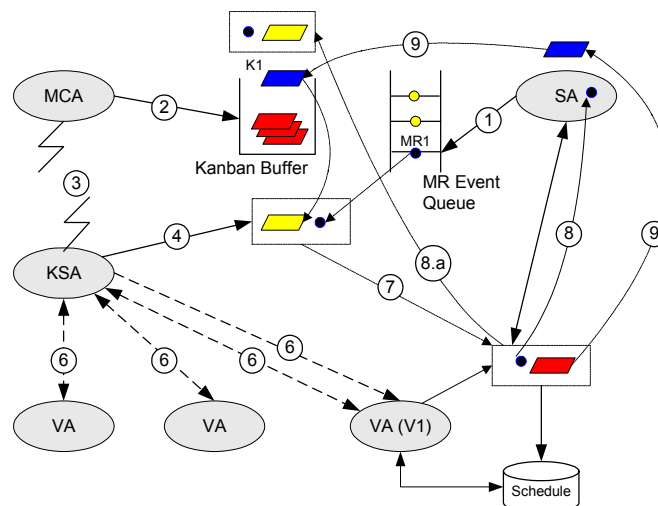 9
K1
MCA
SA
2
1
MR1
Kanban Buffer
MR Event
Queue
3
4
8
9
8.a
KSA
7
6
6
6
6
VA
VA
VA (V1)
Schedule